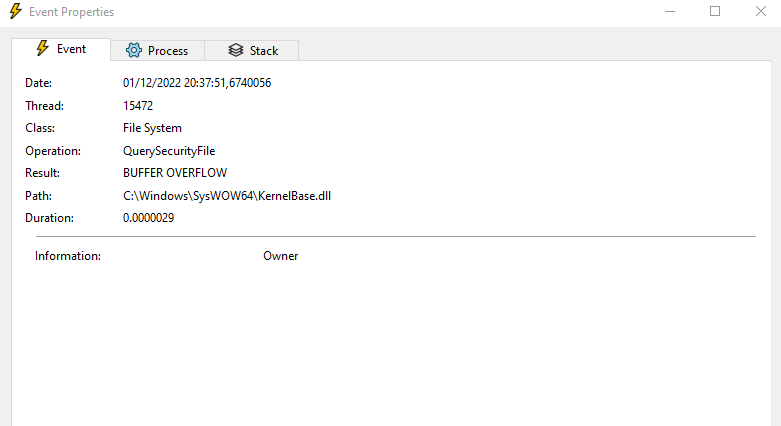 Event Properties
Event Process Stack
Date: 01/12/2022 20:37:51,6740056
Thread: 15472
Class: File System
Operation: QuerySecurityFile
Result: BUFFER OVERFLOW
Path: C:\Windows\SysWOW64\KernelBase.dll
Duration: 0.0000029
Information: Owner